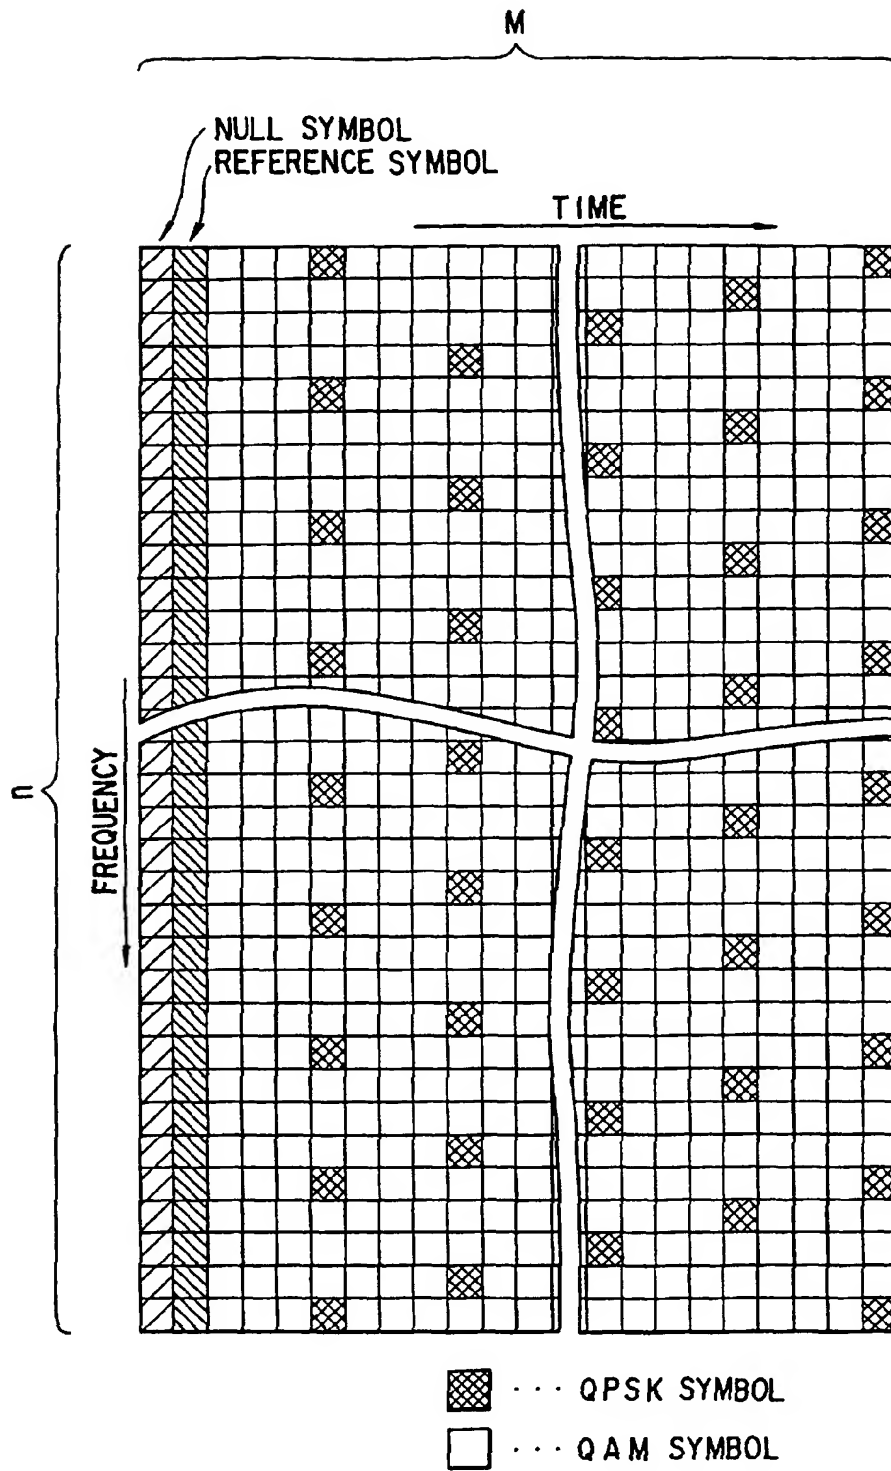 M
NULL SYMBOL
REFERENCE SYMBOL
TIME
n
FREQUENCY
··· QPSK SYMBOL
··· QAM SYMBOL